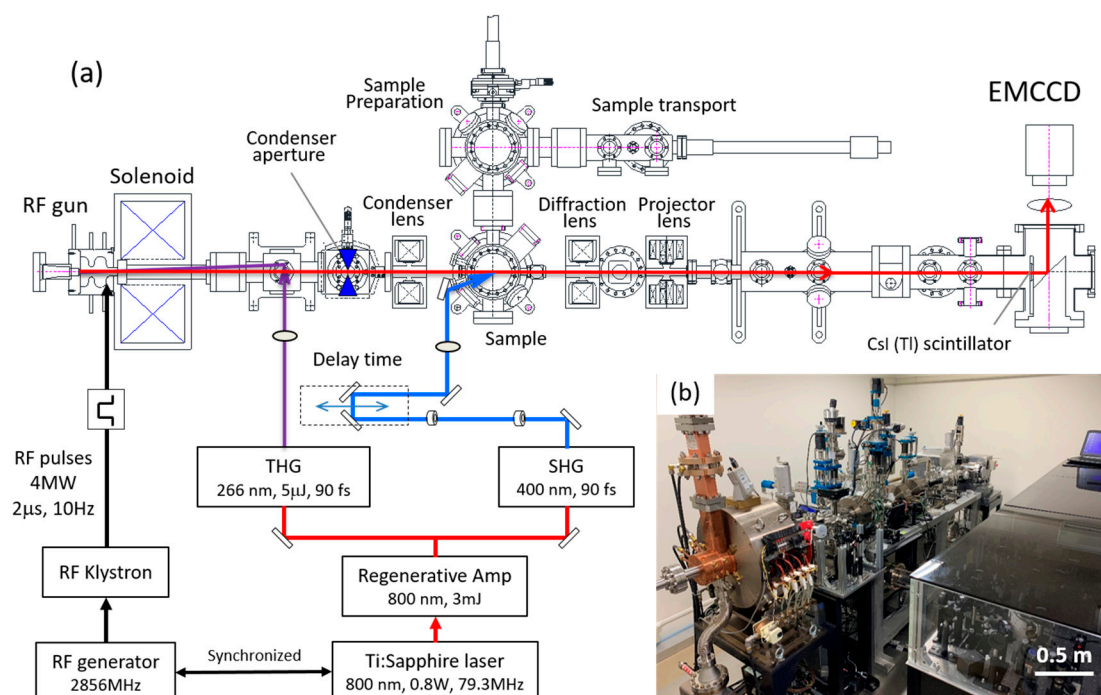 (a)
Sample
Preparation
Sample transport
EMCCD
Condenser
aperture
Solenoid
RF gun
Condenser
lens
Diffraction
lens
Projector
lens
Sample
CsI (Tl) scintillator
Delay time
RF pulses
4MW
2μs, 10Hz
THG
266 nm, 5μJ, 90 fs
SHG
400 nm, 90 fs
RF Klystron
Regenerative Amp
800 nm, 3mJ
RF generator
2856MHz
Synchronized
Ti:Sapphire laser
800 nm, 0.8W, 79.3MHz
(b)
0.5 m